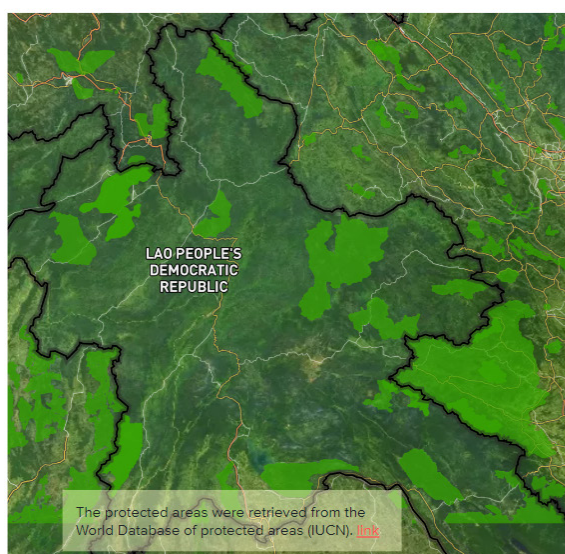 LAO PEOPLE'S
DEMOCRATIC
REPUBLIC
The protected areas were retrieved from the
World Database of protected areas (IUCN). link